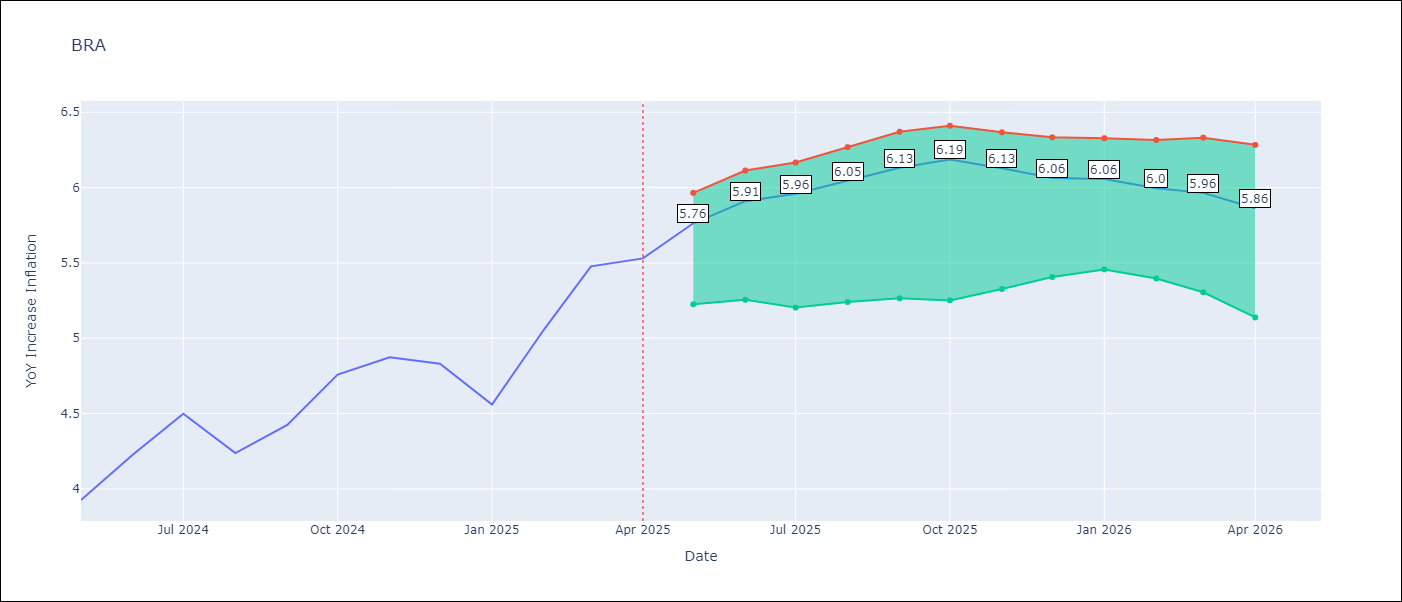 BRA
YoY Increase Inflation
6.5
6
5.5
5
4.5
4
5.76
5.91
5.96
6.05
6.13
6.19
6.13
6.06
6.06
6.0
5.96
5.86
Jul 2024
Oct 2024
Jan 2025
Apr 2025
Jul 2025
Oct 2025
Jan 2026
Apr 2026
Date